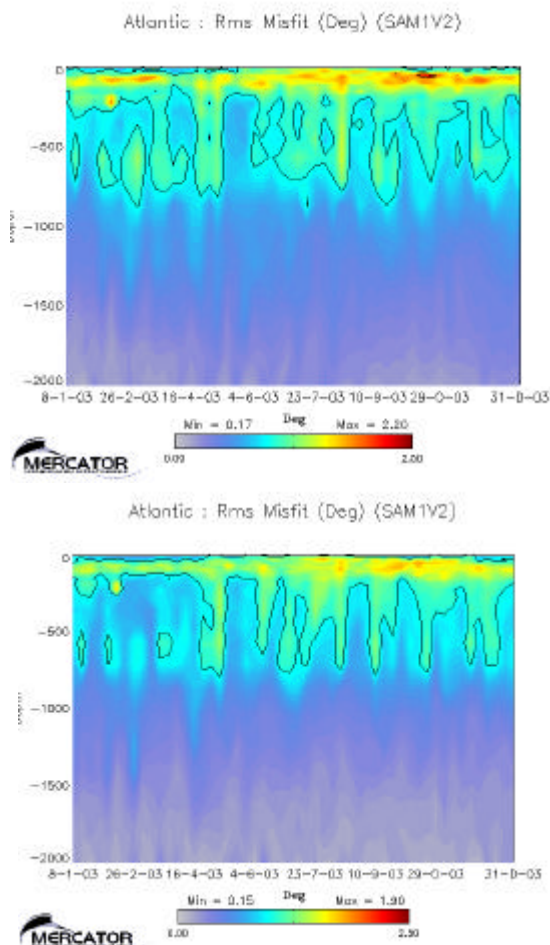 Atlantic : Rms Misfit (Deg) (SAM1V2)
0
-500
-1000
-1500
-2000
8-1-03 26-2-03 16-4-03 4-6-03 23-7-03 10-9-03 29-0-03 31-D-03
Min = 0.17 Deg Max = 2.20
0.00 2.00
MERCATOR
Atlantic : Rms Misfit (Deg) (SAM1V2)
0
-500
-1000
-1500
-2000
8-1-03 26-2-03 16-4-03 4-6-03 23-7-03 10-9-03 29-0-03 31-D-03
Min = 0.15 Deg Max = 1.90
0.00
MERCATOR